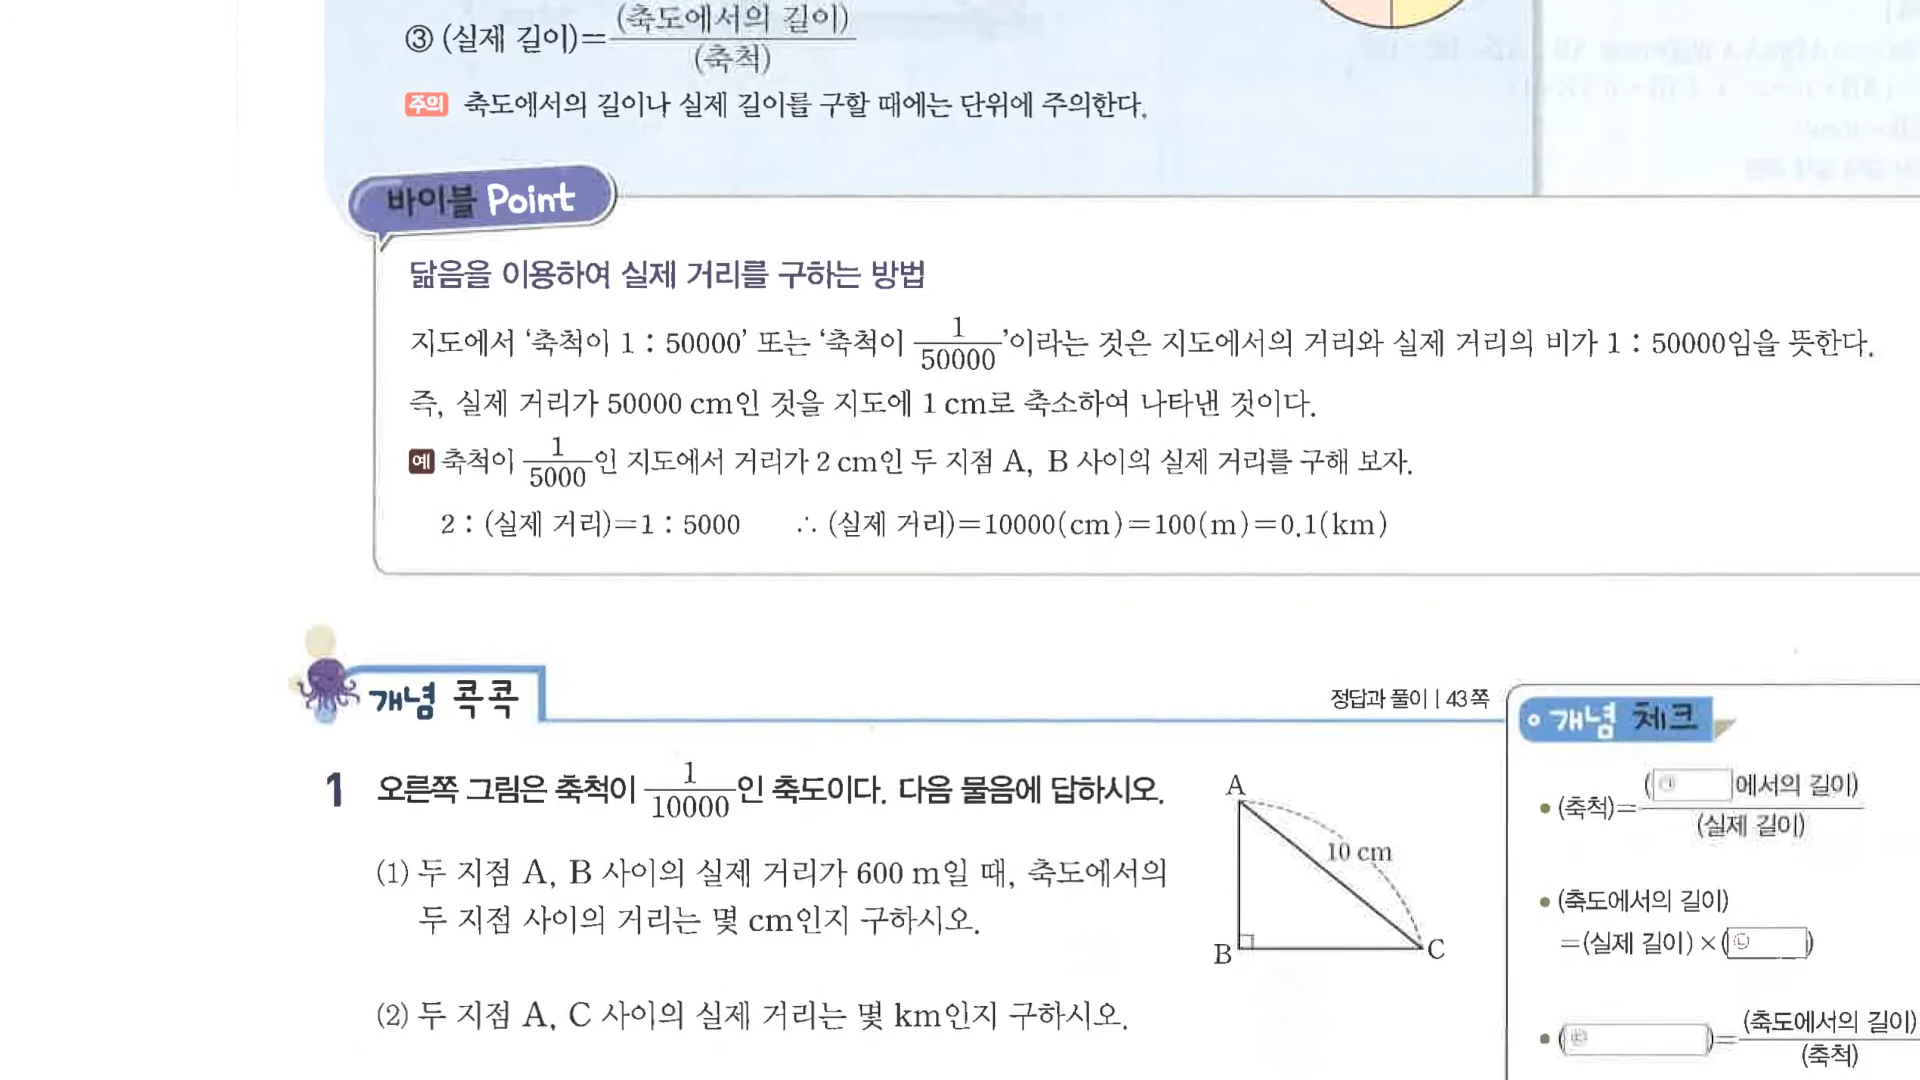 ③ (실제 길이)=(축도에서의 길이)/(축척)
주의 축도에서의 길이나 실제 길이를 구할 때에는 단위에 주의한다.
바이블 Point
닮음을 이용하여 실제 거리를 구하는 방법
지도에서 ‘축척이 1 : 50000’ 또는 ‘축척이 1/50000’이라는 것은 지도에서의 거리와 실제 거리의 비가 1 : 50000임을 뜻한다.
즉, 실제 거리가 50000 cm인 것을 지도에 1 cm로 축소하여 나타낸 것이다.
예 축척이 1/5000인 지도에서 거리가 2 cm인 두 지점 A, B 사이의 실제 거리를 구해 보자.
2 : (실제 거리)=1 : 5000 ∴ (실제 거리)=10000(cm)=100(m)=0.1(km)
개념 콕콕
정답과 풀이 | 43쪽
1 오른쪽 그림은 축척이 1/10000인 축도이다. 다음 물음에 답하시오.
(1) 두 지점 A, B 사이의 실제 거리가 600 m일 때, 축도에서의
두 지점 사이의 거리는 몇 cm인지 구하시오.
(2) 두 지점 A, C 사이의 실제 거리는 몇 km인지 구하시오.
A
10 cm
B
C
개념 체크
• (축척)=(㉠에서의 길이)/(실제 길이)
• (축도에서의 길이)
=(실제 길이)×(㉡)
• (㉢)=(축도에서의 길이)/(축척)